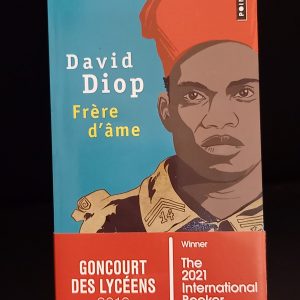 David
Diop
Frère
d'âme
14
GONCOURT
DES LYCÉENS
Winner
The
2021
International
Booker